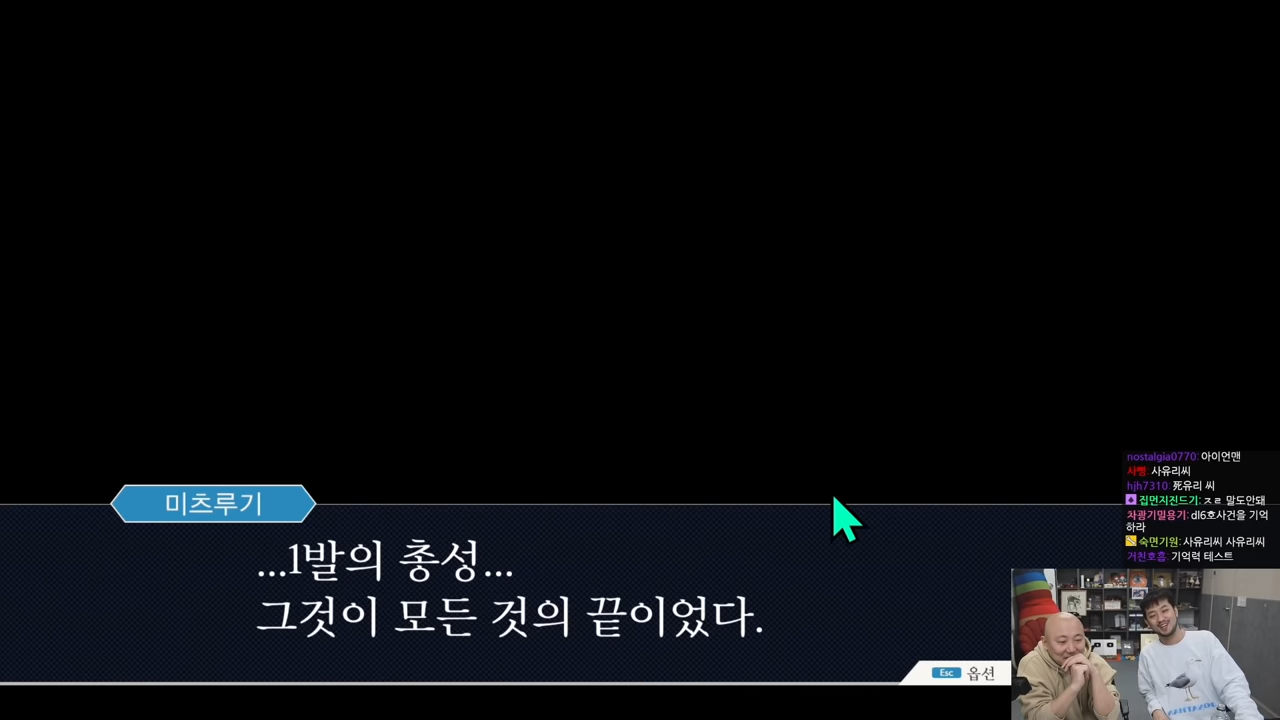 nostalgia0770: 아이언맨
사빵: 사유리씨
hjh7310: 死유리 씨
집먼지진드기: ㅈㄹ 말도안돼
차광기밀용기: dl6호사건을 기억
하라
숙면기원: 사유리씨 사유리씨
거친호흡: 기억력 테스트
미츠루기
...1발의 총성...
그것이 모든 것의 끝이었다.
Esc 옵션